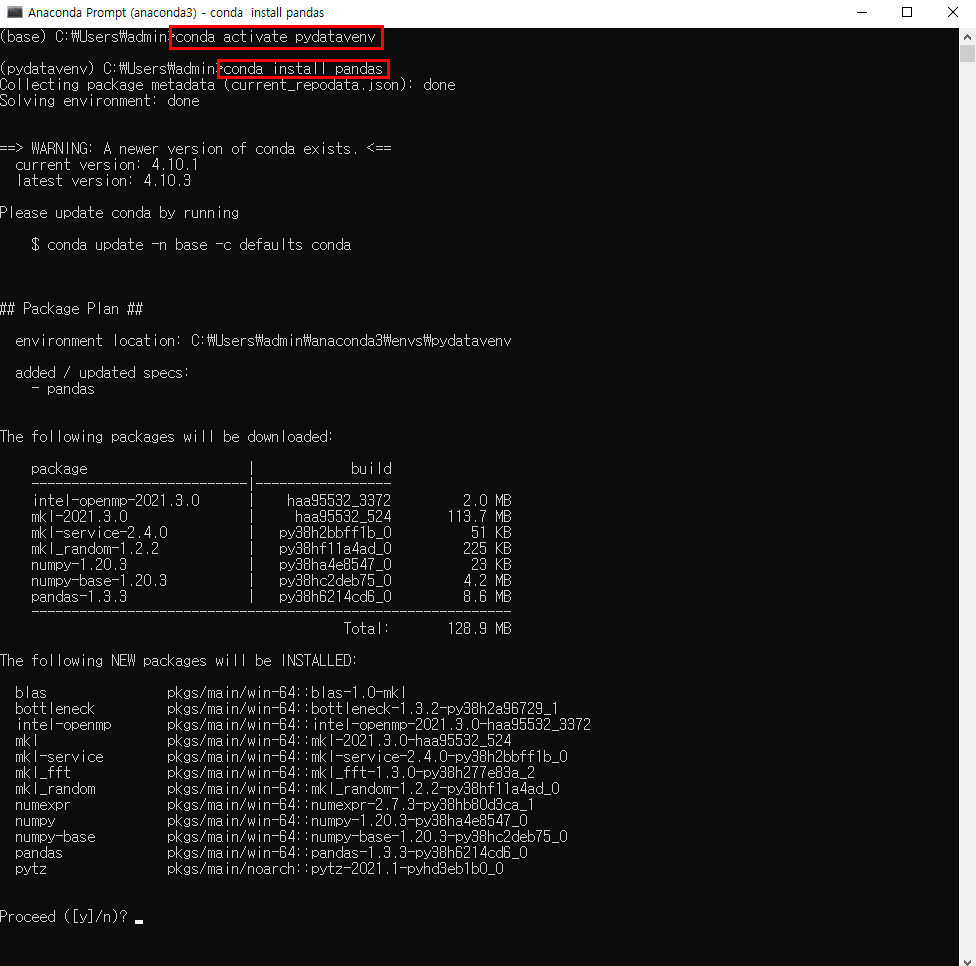 Anaconda Prompt (anaconda3) - conda  install pandas
(base) C:₩Users₩admin>conda activate pydatavenv
(pydatavenv) C:₩Users₩admin>conda install pandas
Collecting package metadata (current_repodata.json): done
Solving environment: done
==> WARNING: A newer version of conda exists. <==
  current version: 4.10.1
  latest version: 4.10.3
Please update conda by running
    $ conda update -n base -c defaults conda
## Package Plan ##
  environment location: C:₩Users₩admin₩anaconda3₩envs₩pydatavenv
  added / updated specs:
    - pandas
The following packages will be downloaded:
    package                    |            build
    ---------------------------|-----------------
    intel-openmp-2021.3.0      |    haa95532_3372         2.0 MB
    mkl-2021.3.0               |     haa95532_524       113.7 MB
    mkl-service-2.4.0          |   py38h2bbff1b_0          51 KB
    mkl_random-1.2.2           |   py38hf11a4ad_0         225 KB
    numpy-1.20.3               |   py38ha4e8547_0          23 KB
    numpy-base-1.20.3          |   py38hc2deb75_0         4.2 MB
    pandas-1.3.3               |   py38h6214cd6_0         8.6 MB
    ------------------------------------------------------------
                                           Total:       128.9 MB
The following NEW packages will be INSTALLED:
  blas               pkgs/main/win-64::blas-1.0-mkl
  bottleneck         pkgs/main/win-64::bottleneck-1.3.2-py38h2a96729_1
  intel-openmp       pkgs/main/win-64::intel-openmp-2021.3.0-haa95532_3372
  mkl                pkgs/main/win-64::mkl-2021.3.0-haa95532_524
  mkl-service        pkgs/main/win-64::mkl-service-2.4.0-py38h2bbff1b_0
  mkl_fft            pkgs/main/win-64::mkl_fft-1.3.0-py38h277e83a_2
  mkl_random         pkgs/main/win-64::mkl_random-1.2.2-py38hf11a4ad_0
  numexpr            pkgs/main/win-64::numexpr-2.7.3-py38hb80d3ca_1
  numpy              pkgs/main/win-64::numpy-1.20.3-py38ha4e8547_0
  numpy-base         pkgs/main/win-64::numpy-base-1.20.3-py38hc2deb75_0
  pandas             pkgs/main/win-64::pandas-1.3.3-py38h6214cd6_0
  pytz               pkgs/main/noarch::pytz-2021.1-pyhd3eb1b0_0
Proceed ([y]/n)?